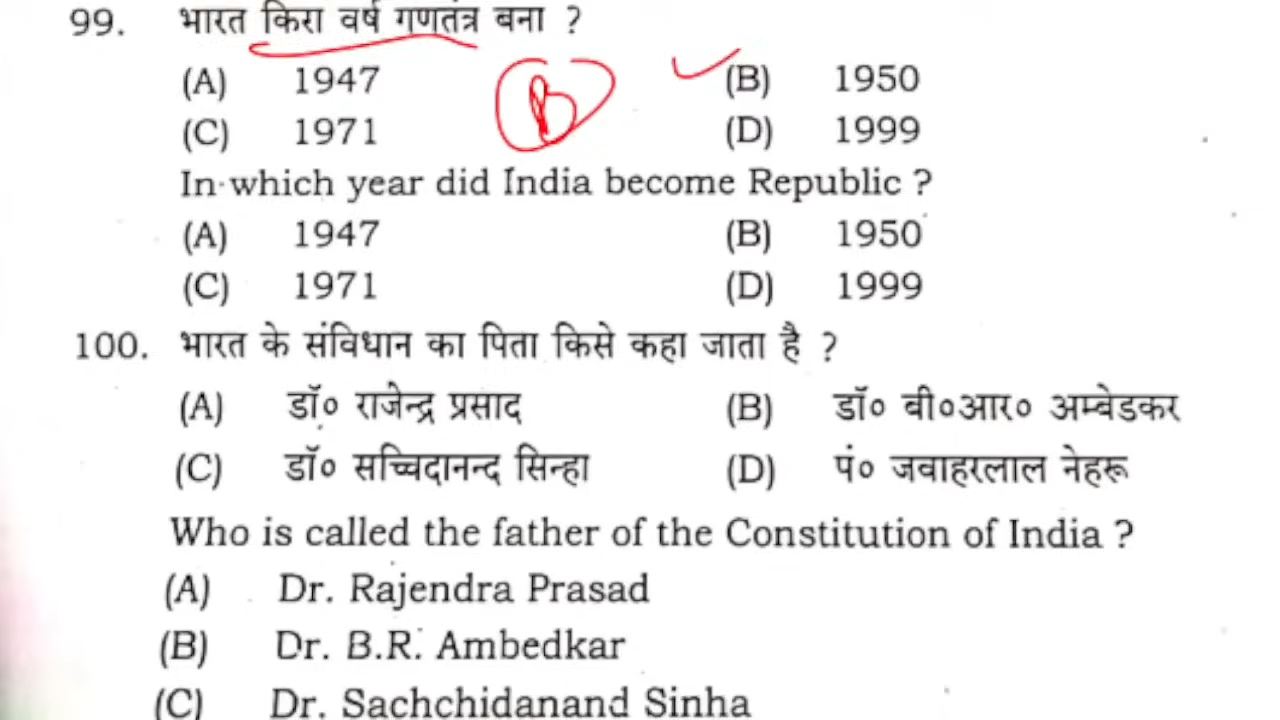 99. भारत किरा वर्ष गणतंत्र बना ?
(A) 1947 (B) 1950
B
(C) 1971 (D) 1999
In which year did India become Republic ?
(A) 1947 (B) 1950
(C) 1971 (D) 1999
100. भारत के संविधान का पिता किसे कहा जाता है ?
(A) डॉ० राजेन्द्र प्रसाद (B) डॉ० बी०आर० अम्बेडकर
(C) डॉ० सच्चिदानन्द सिन्हा (D) पं० जवाहरलाल नेहरू
Who is called the father of the Constitution of India ?
(A) Dr. Rajendra Prasad
(B) Dr. B.R. Ambedkar
(C) Dr. Sachchidanand Sinha